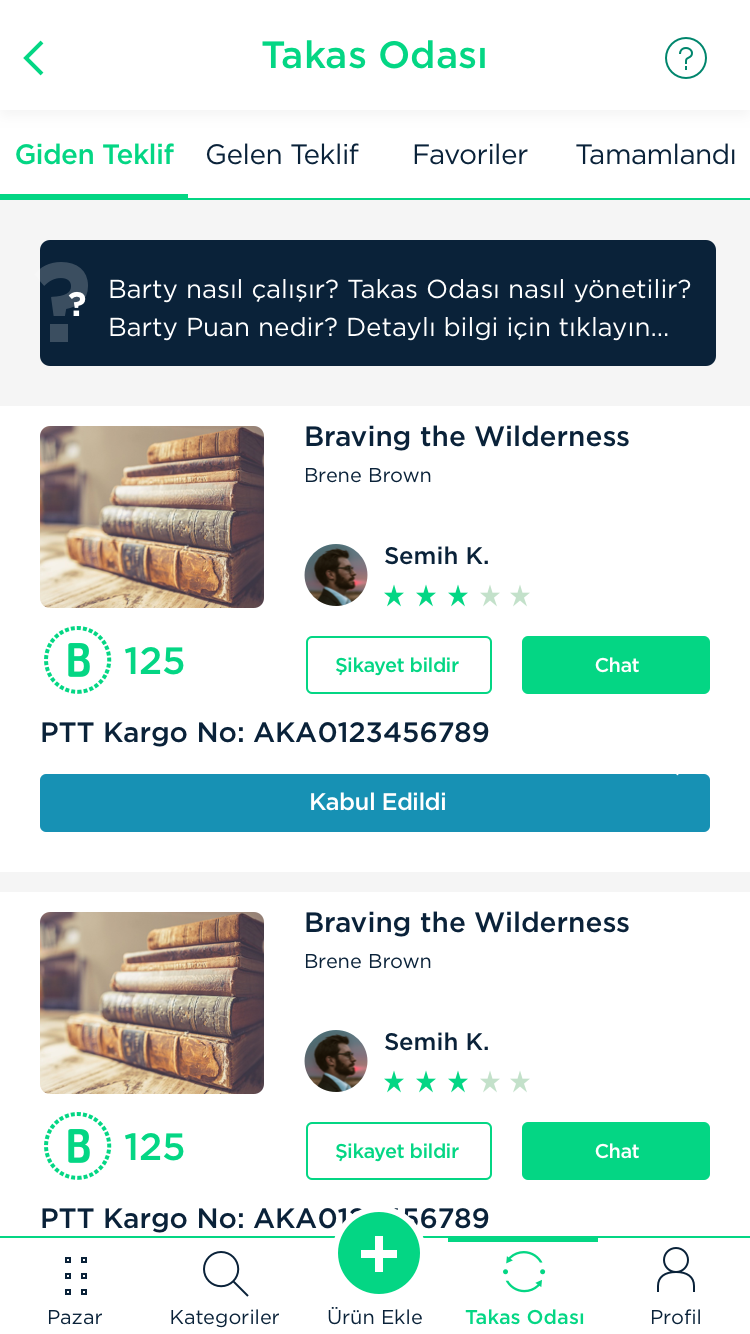 Takas Odası
?
Giden Teklif Gelen Teklif Favoriler Tamamlandı
? ?
Barty nasıl çalışır? Takas Odası nasıl yönetilir?
Barty Puan nedir? Detaylı bilgi için tıklayın...
Braving the Wilderness
Brene Brown
Semih K.
B 125
Şikayet bildir
Chat
PTT Kargo No: AKA0123456789
Kabul Edildi
Braving the Wilderness
Brene Brown
Semih K.
B 125
Şikayet bildir
Chat
PTT Kargo No:
Pazar Kategoriler Ürün Ekle Takas Odası Profil